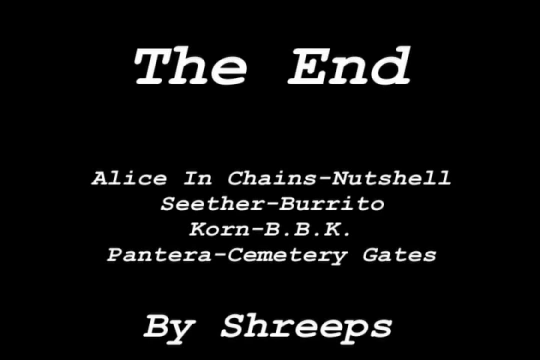 The End
Alice In Chains-Nutshell
Seether-Burrito
Korn-B.B.K.
Pantera-Cemetery Gates
By Shreeps